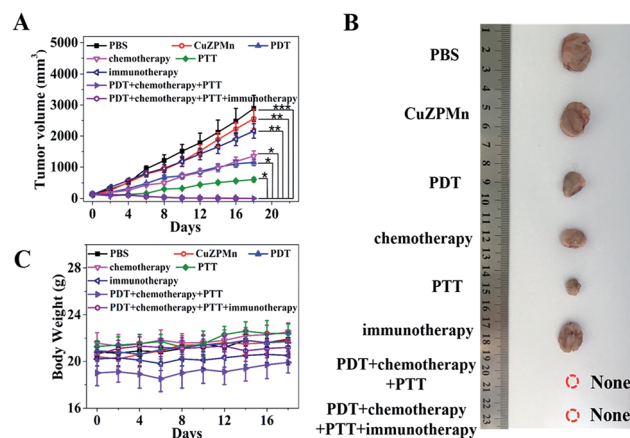 A
PBS CuZPMn PDT
chemotherapy PTT
immunotherapy
PDT+chemotherapy+PTT
PDT+chemotherapy+PTT+immunotherapy
Tumor volume (mm³)
5000
4000
3000
2000
1000
0
***
**
**
*
*
*
0 4 8 12 16 20
Days
C
PBS CuZPMn PDT
chemotherapy PTT
immunotherapy
PDT+chemotherapy+PTT
PDT+chemotherapy+PTT+immunotherapy
Body Weight (g)
28
24
20
16
0 4 8 12 16
Days
B
PBS
CuZPMn
PDT
chemotherapy
PTT
immunotherapy
PDT+chemotherapy
+PTT
PDT+chemotherapy
+PTT+immunotherapy
1
2
3
4
5
6
7
8
9
10
11
12
13
14
15
16
17
18
19
20
21
22
23
None
None